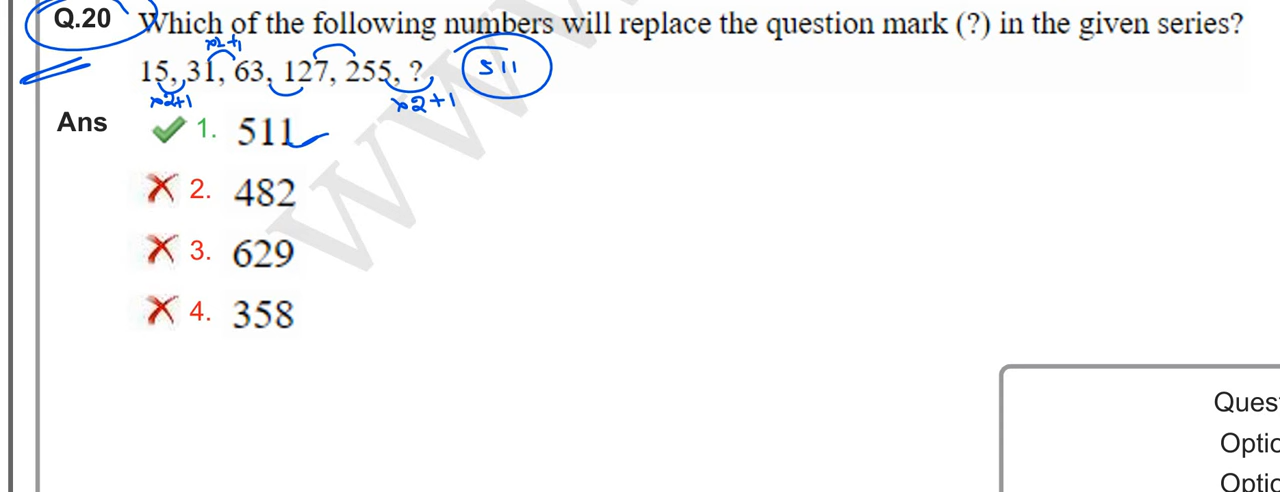 Q.20 Which of the following numbers will replace the question mark (?) in the given series?
×2+1
15, 31, 63, 127, 255, ? 511
×2+1 ×2+1
Ans 1. 511
2. 482
3. 629
4. 358
Ques
Optic
Optic